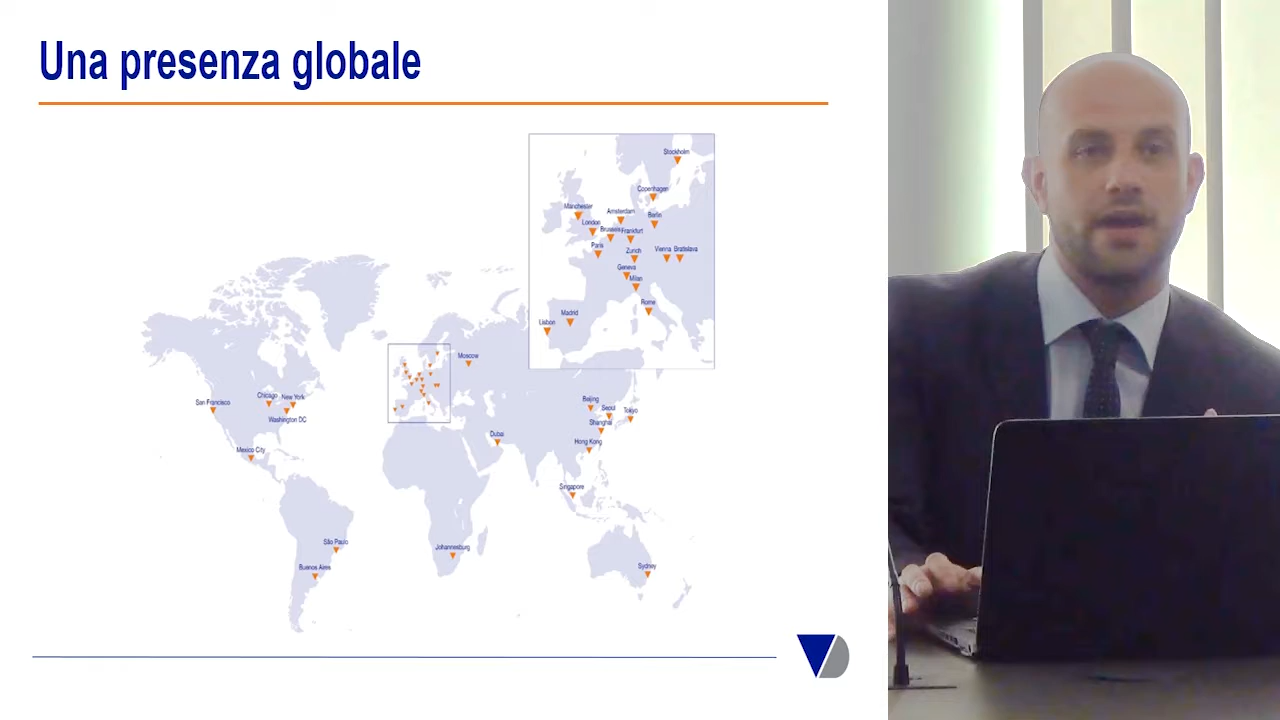 Una presenza globale
Stockholm
Copenhagen
Manchester
Amsterdam
Berlin
London
Brussels
Frankfurt
Paris
Zurich
Vienna
Bratislava
Geneva
Milan
Rome
Madrid
Lisbon
Moscow
San Francisco
Chicago
New York
Washington DC
Mexico City
Dubai
Beijing
Seoul
Tokyo
Shanghai
Hong Kong
Singapore
São Paulo
Buenos Aires
Johannesburg
Sydney